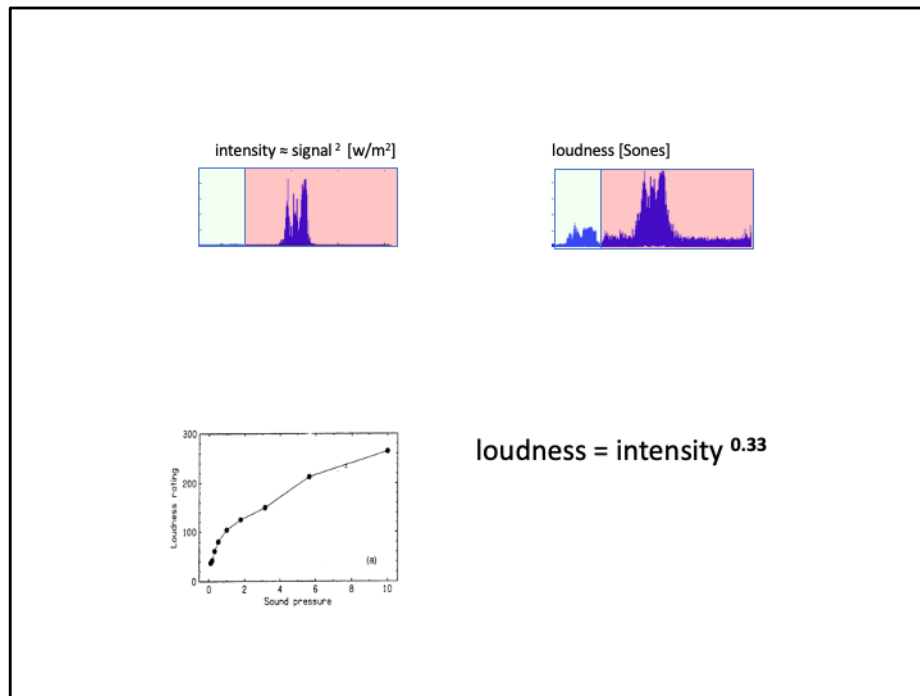 intensity ≈ signal ² [w/m²]
loudness [Sones]
300
200
100
0
Loudness rating
(a)
0 2 4 6 8 10
Sound pressure
loudness = intensity ⁰·³³